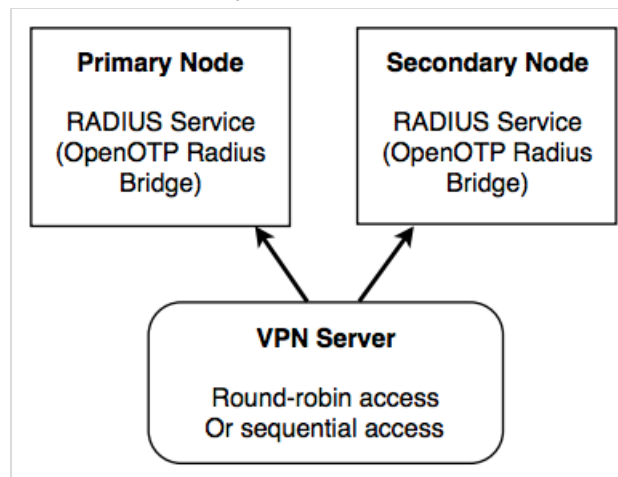 Primary Node
RADIUS Service
(OpenOTP Radius
Bridge)
Secondary Node
RADIUS Service
(OpenOTP Radius
Bridge)
VPN Server
Round-robin access
Or sequential access